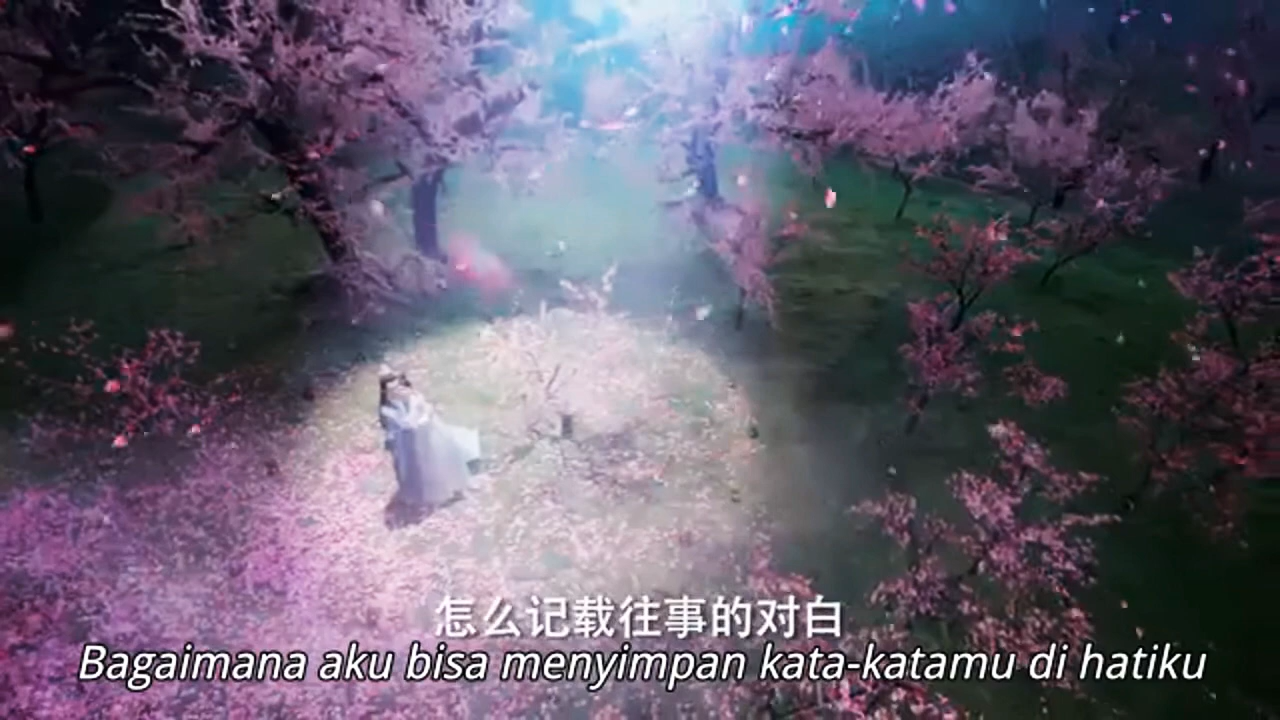 怎么记载往事的对白
Bagaimana aku bisa menyimpan kata-katamu di hatiku